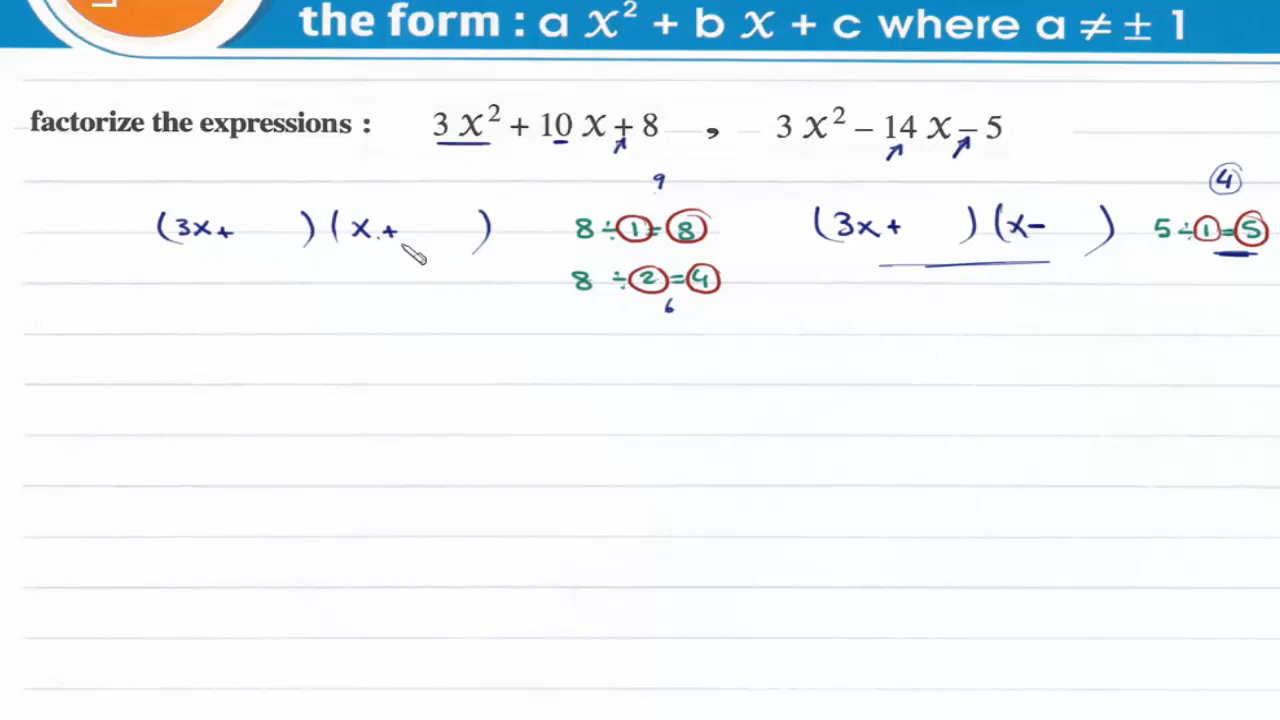 the form : a x² + b x + c where a ≠ ± 1
factorize the expressions : 3 x² + 10 x + 8 , 3 x² – 14 x – 5
9 4
(3x+ ) (x.+ ) 8 ÷ 1 = 8 (3x+ ) (x- ) 5 ÷ 1 = 5
8 ÷ 2 = 4
6